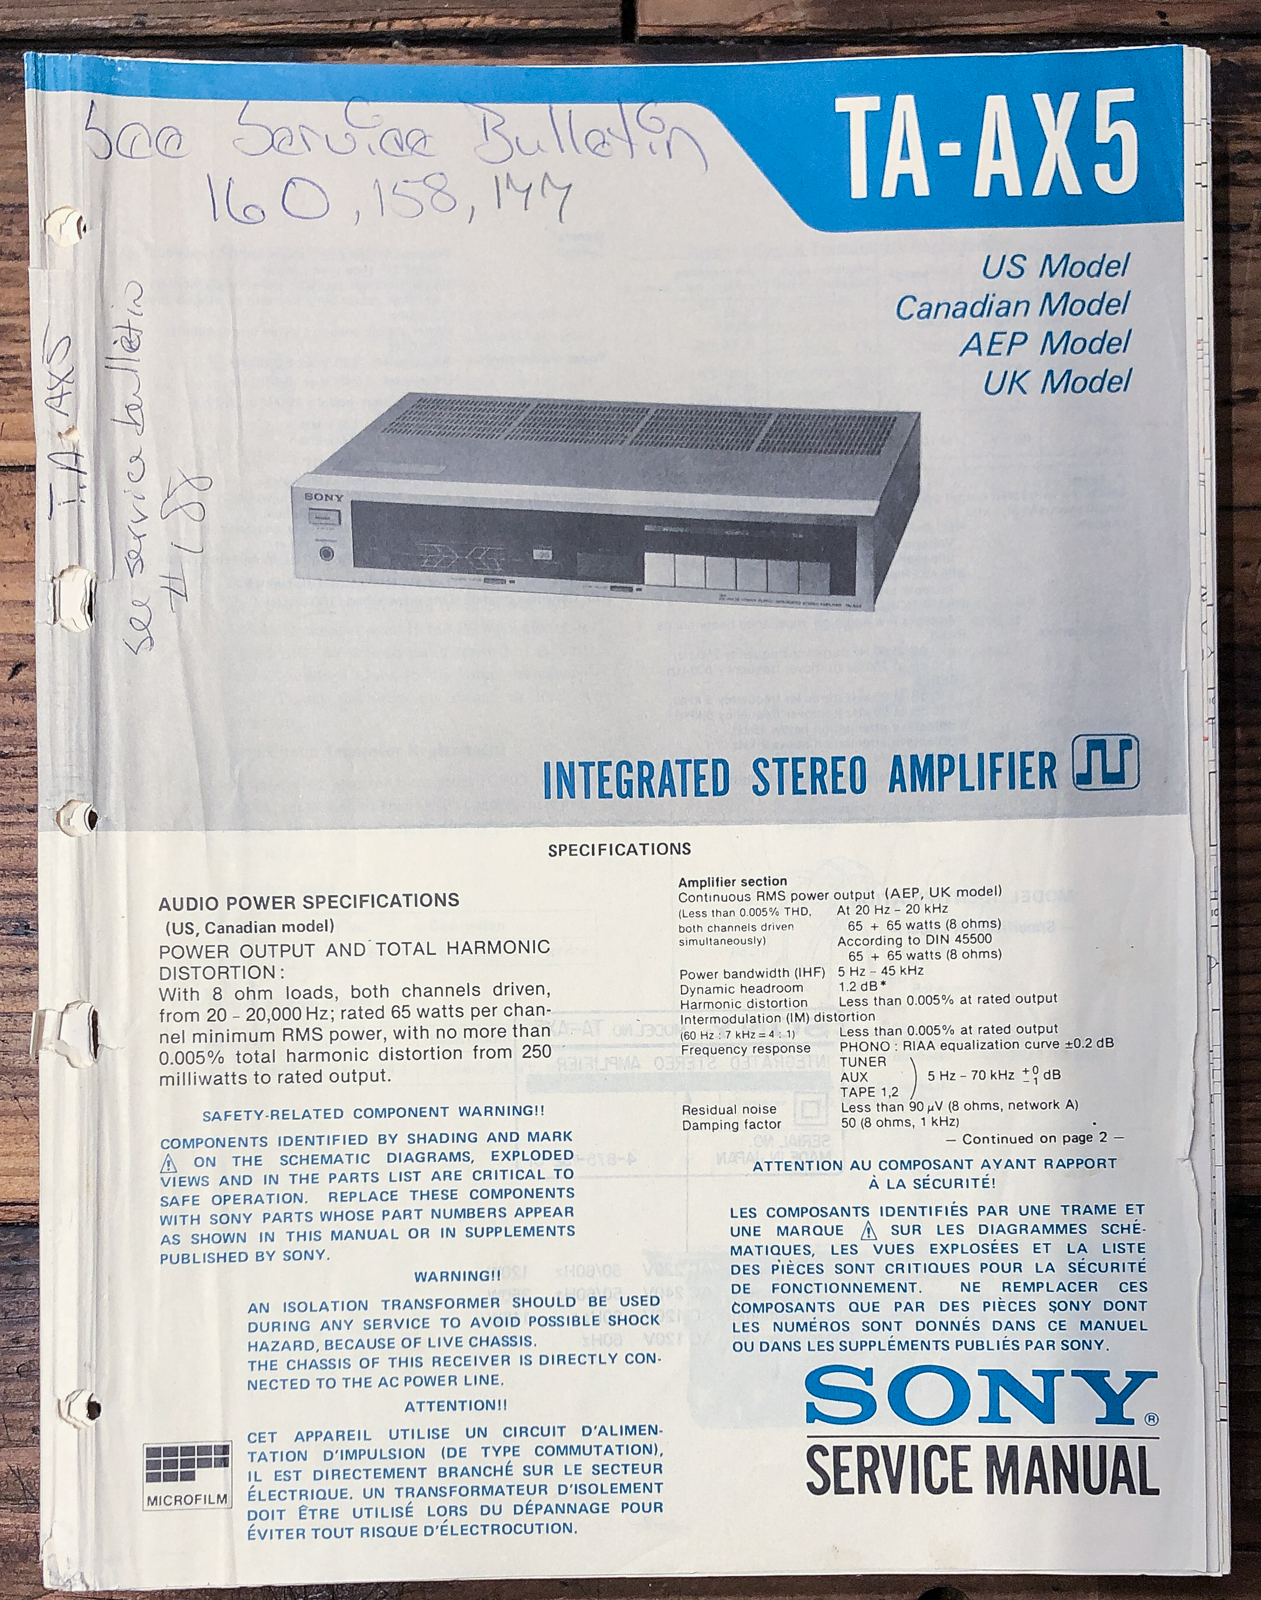 See Service Bulletin
160, 158, 144
TA-AX5
US Model
Canadian Model
AEP Model
UK Model
TA-AX5
See service bulletin
# 188
SONY
INTEGRATED STEREO AMPLIFIER
SPECIFICATIONS
AUDIO POWER SPECIFICATIONS
(US, Canadian model)
POWER OUTPUT AND TOTAL HARMONIC
DISTORTION:
With 8 ohm loads, both channels driven,
from 20 – 20,000 Hz; rated 65 watts per chan-
nel minimum RMS power, with no more than
0.005% total harmonic distortion from 250
milliwatts to rated output.
SAFETY-RELATED COMPONENT WARNING!!
COMPONENTS IDENTIFIED BY SHADING AND MARK
⚠ ON THE SCHEMATIC DIAGRAMS, EXPLODED
VIEWS AND IN THE PARTS LIST ARE CRITICAL TO
SAFE OPERATION. REPLACE THESE COMPONENTS
WITH SONY PARTS WHOSE PART NUMBERS APPEAR
AS SHOWN IN THIS MANUAL OR IN SUPPLEMENTS
PUBLISHED BY SONY.
WARNING!!
AN ISOLATION TRANSFORMER SHOULD BE USED
DURING ANY SERVICE TO AVOID POSSIBLE SHOCK
HAZARD, BECAUSE OF LIVE CHASSIS.
THE CHASSIS OF THIS RECEIVER IS DIRECTLY CON-
NECTED TO THE AC POWER LINE.
ATTENTION!!
CET APPAREIL UTILISE UN CIRCUIT D'ALIMEN-
TATION D'IMPULSION (DE TYPE COMMUTATION),
IL EST DIRECTEMENT BRANCHÉ SUR LE SECTEUR
ÉLECTRIQUE. UN TRANSFORMATEUR D'ISOLEMENT
DOIT ÊTRE UTILISÉ LORS DU DÉPANNAGE POUR
ÉVITER TOUT RISQUE D'ÉLECTROCUTION.
MICROFILM
Amplifier section
Continuous RMS power output (AEP, UK model)
(Less than 0.005% THD, At 20 Hz – 20 kHz
both channels driven 65 + 65 watts (8 ohms)
simultaneously) According to DIN 45500
65 + 65 watts (8 ohms)
Power bandwidth (IHF) 5 Hz – 45 kHz
Dynamic headroom 1.2 dB*
Harmonic distortion Less than 0.005% at rated output
Intermodulation (IM) distortion
(60 Hz : 7 kHz = 4 : 1) Less than 0.005% at rated output
Frequency response PHONO : RIAA equalization curve ±0.2 dB
TUNER
AUX 5 Hz – 70 kHz +0 −1 dB
TAPE 1,2
Residual noise Less than 90 μV (8 ohms, network A)
Damping factor 50 (8 ohms, 1 kHz)
— Continued on page 2 —
ATTENTION AU COMPOSANT AYANT RAPPORT
À LA SÉCURITÉ!
LES COMPOSANTS IDENTIFIÉS PAR UNE TRAME ET
UNE MARQUE ⚠ SUR LES DIAGRAMMES SCHÉ-
MATIQUES, LES VUES EXPLOSÉES ET LA LISTE
DES PIÈCES SONT CRITIQUES POUR LA SÉCURITÉ
DE FONCTIONNEMENT. NE REMPLACER CES
COMPOSANTS QUE PAR DES PIÈCES SONY DONT
LES NUMÉROS SONT DONNÉS DANS CE MANUEL
OU DANS LES SUPPLÉMENTS PUBLIÉS PAR SONY.
SONY®
SERVICE MANUAL